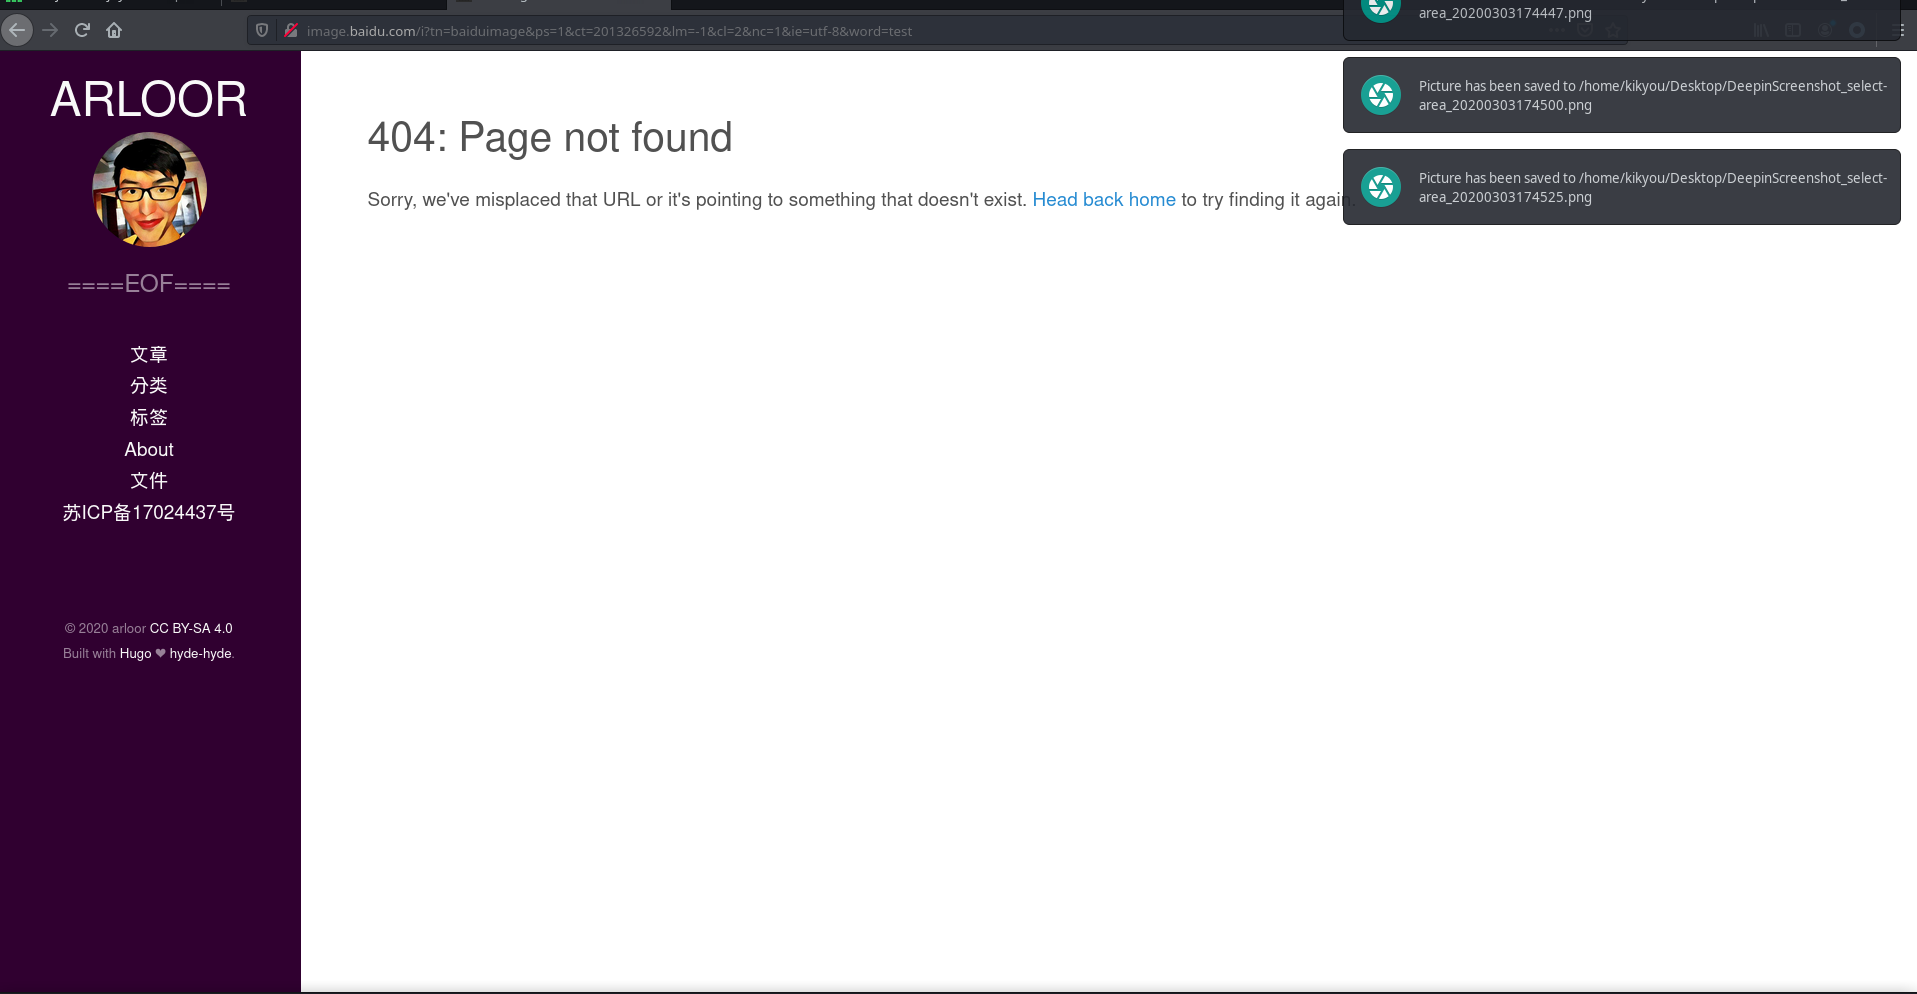 image.baidu.com/i?tn=baiduimage&ps=1&ct=201326592&lm=-1&cl=2&nc=1&ie=utf-8&word=test
area_20200303174447.png
Picture has been saved to /home/kikyou/Desktop/DeepinScreenshot_select-
area_20200303174500.png
Picture has been saved to /home/kikyou/Desktop/DeepinScreenshot_select-
area_20200303174525.png
ARLOOR
====EOF====
文章
分类
标签
About
文件
苏ICP备17024437号
© 2020 arloor CC BY-SA 4.0
Built with Hugo ❤ hyde-hyde.
404: Page not found
Sorry, we've misplaced that URL or it's pointing to something that doesn't exist. Head back home to try finding it again.